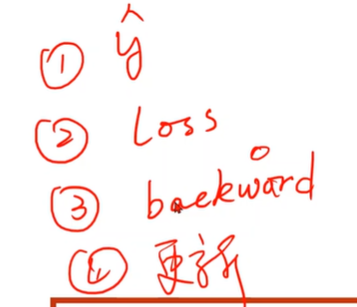 ① ŷ
② Loss
③ backward
④ 更新